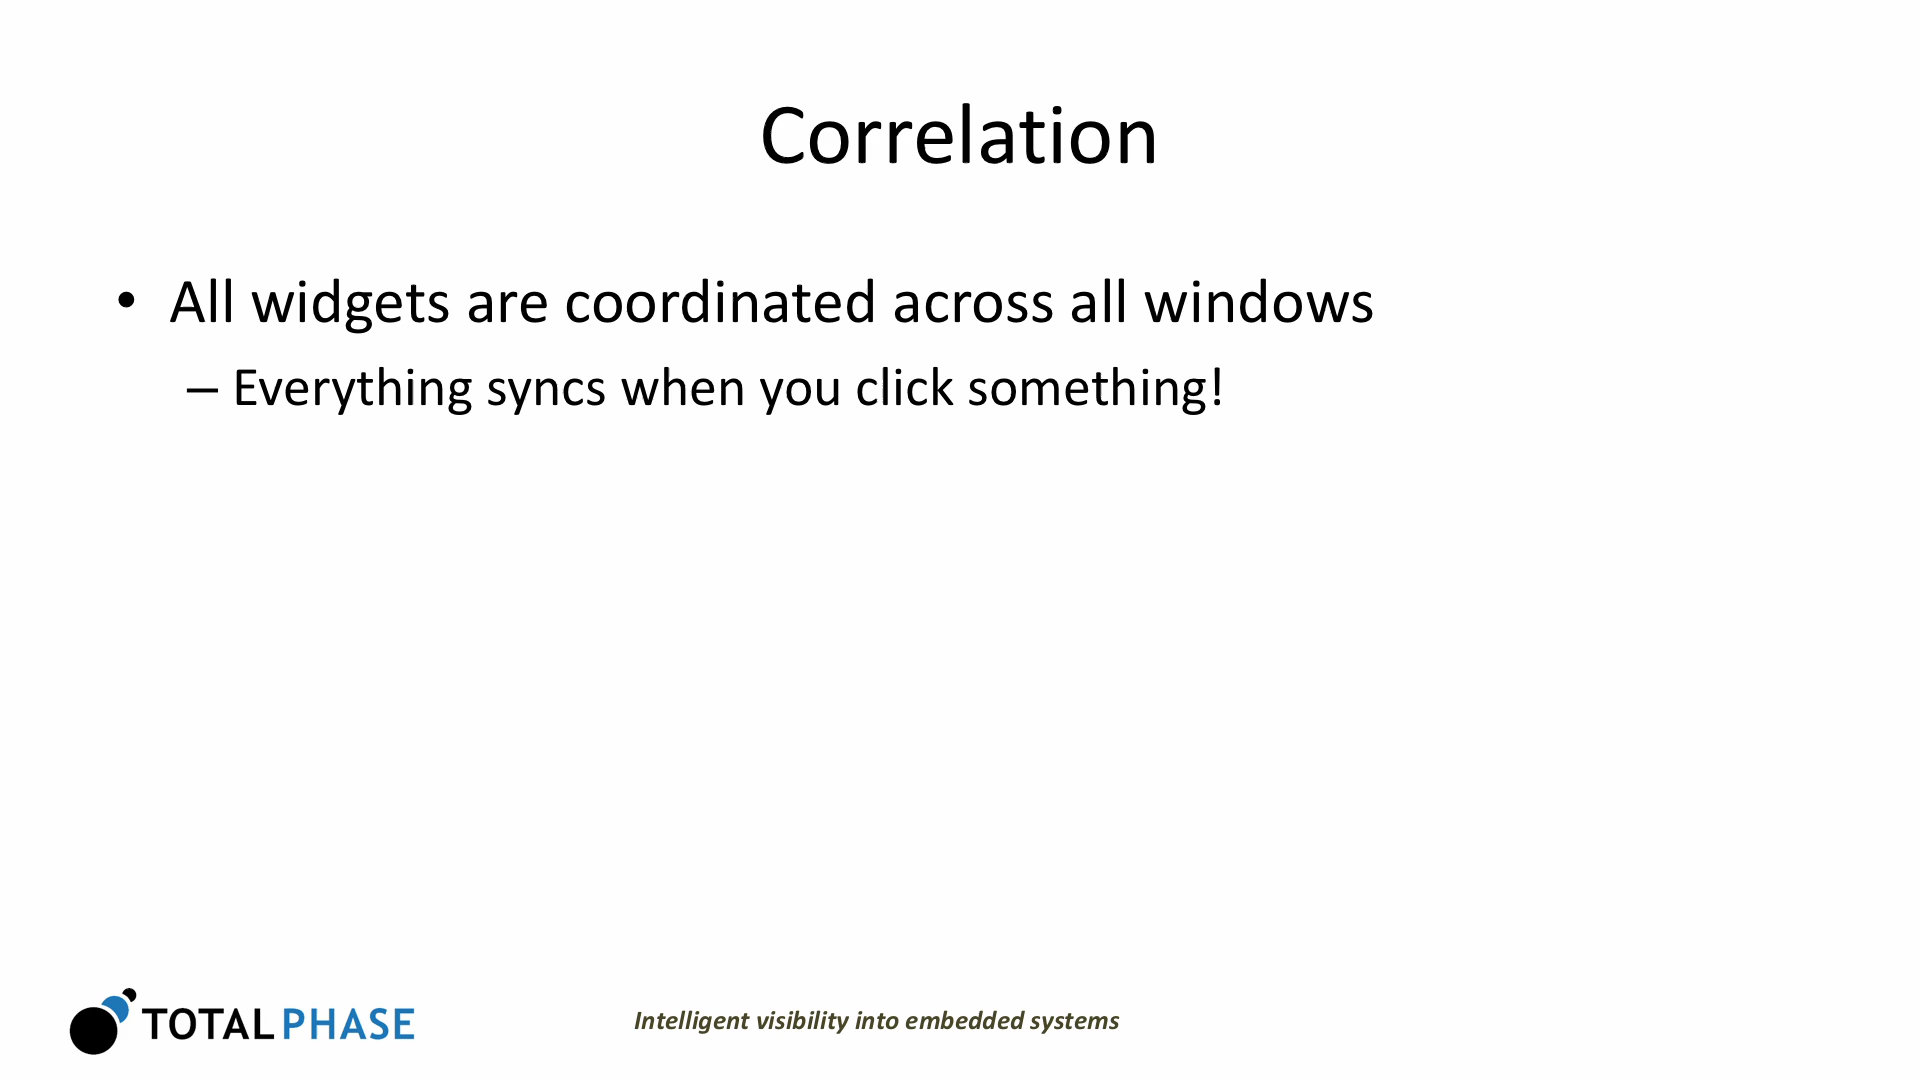 Correlation
• All widgets are coordinated across all windows
– Everything syncs when you click something!
TOTAL PHASE
Intelligent visibility into embedded systems